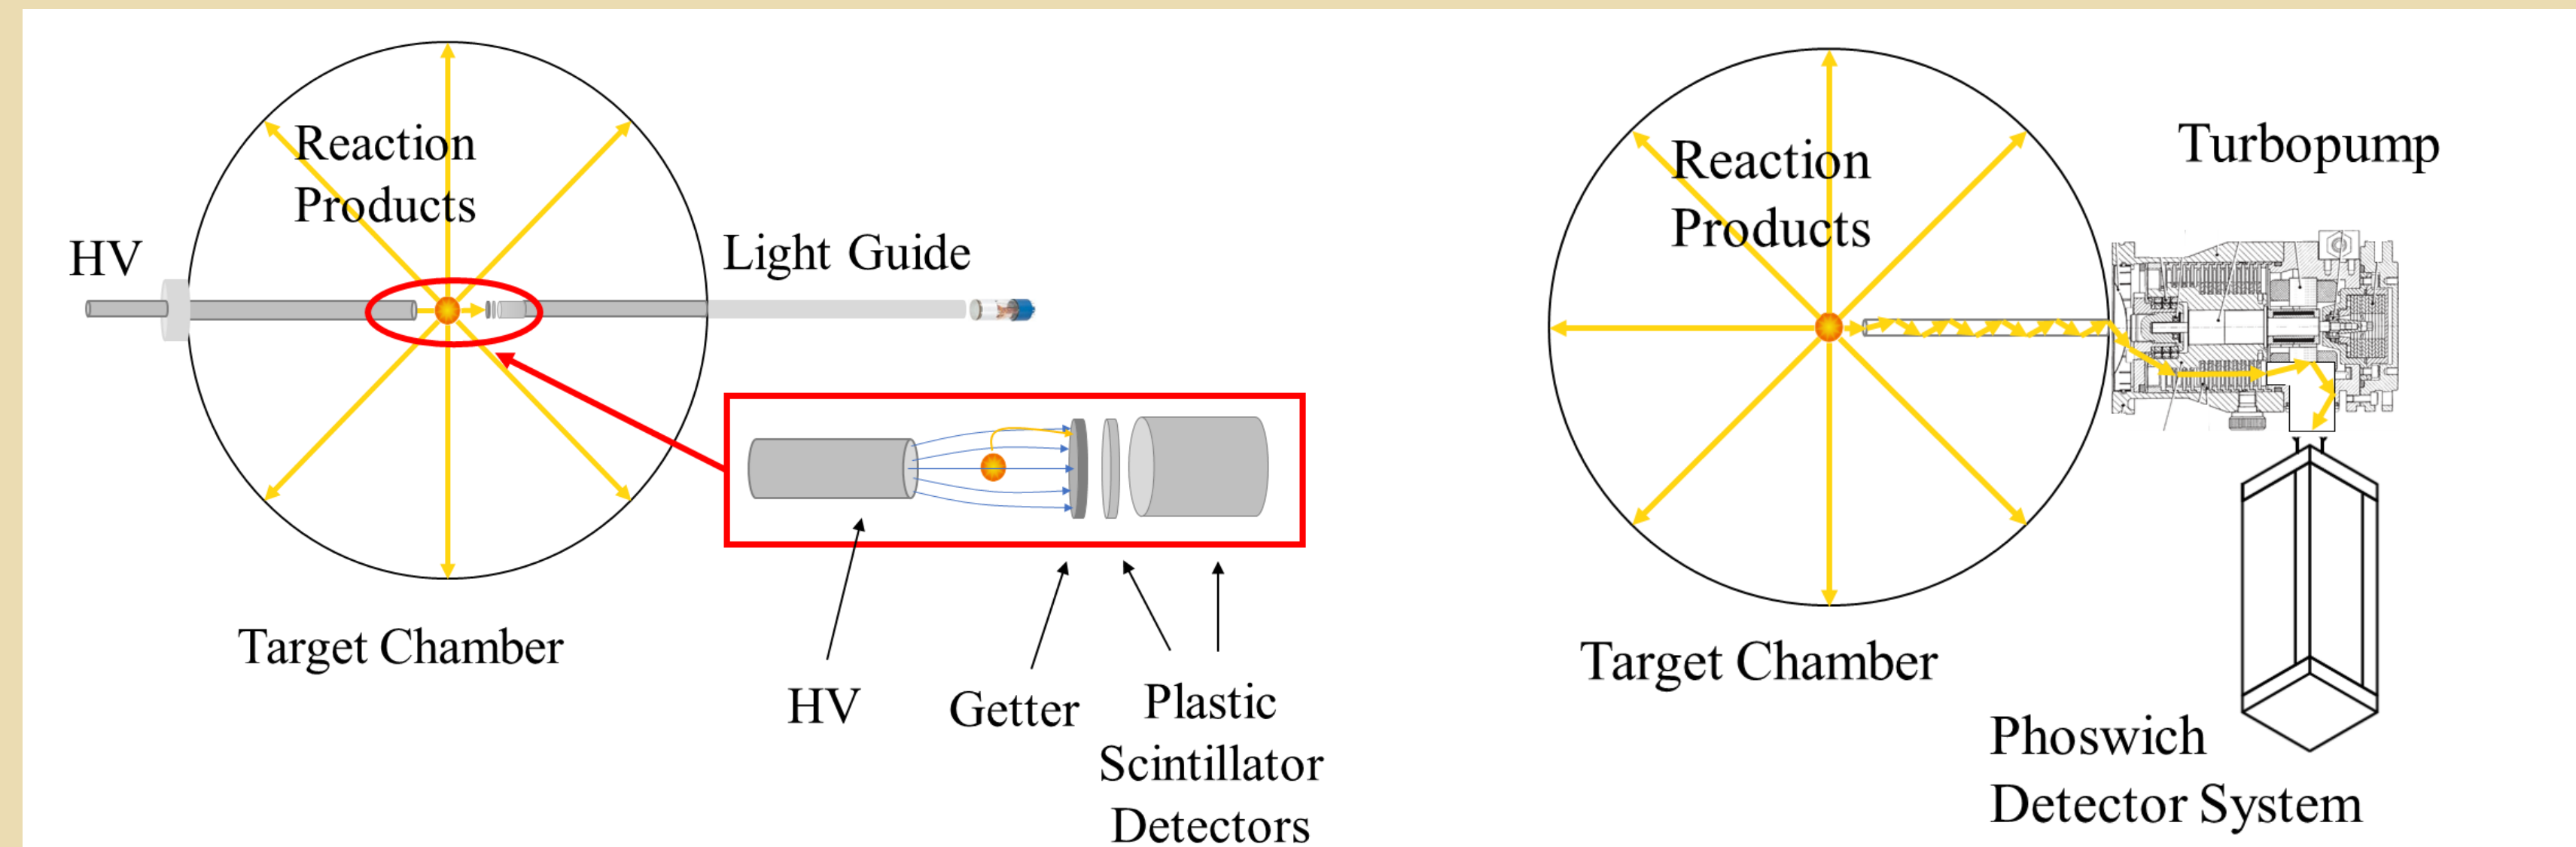 Reaction
Products
HV
Light Guide
Target Chamber
HV
Getter
Plastic
Scintillator
Detectors
Reaction
Products
Turbopump
Target Chamber
Phoswich
Detector System